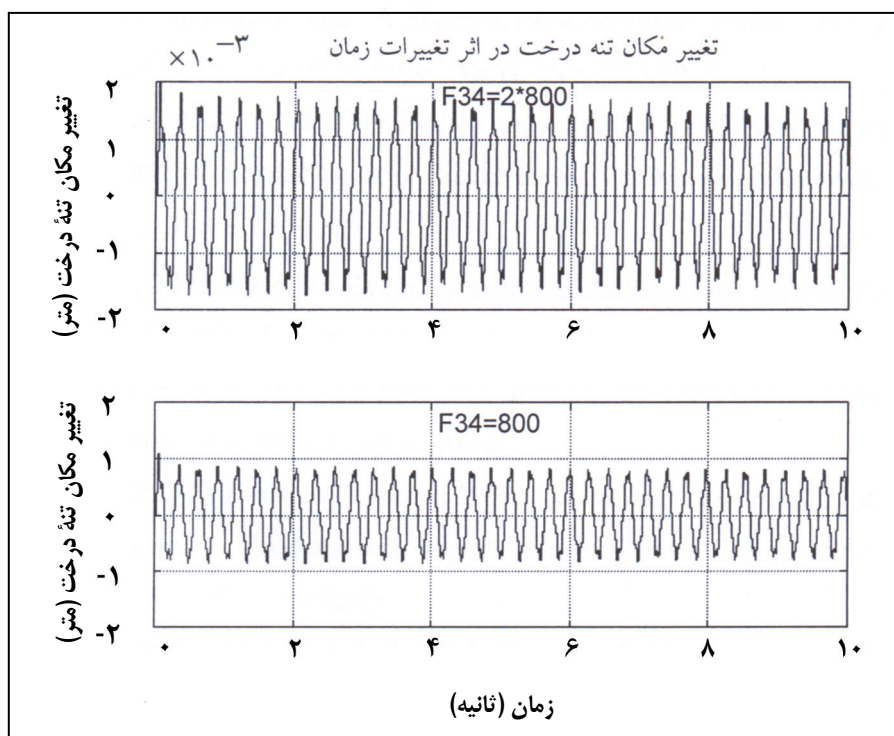 تغییر مکان تنه درخت در اثر تغییرات زمان
×۱۰⁻³
F34=2*800
تغییر مکان تنهٔ درخت (متر)
۲
۱
۰
-۱
-۲
۰ ۲ ۴ ۶ ۸ ۱۰
F34=800
تغییر مکان تنهٔ درخت (متر)
۲
۱
۰
-۱
-۲
۰ ۲ ۴ ۶ ۸ ۱۰
زمان (ثانیه)